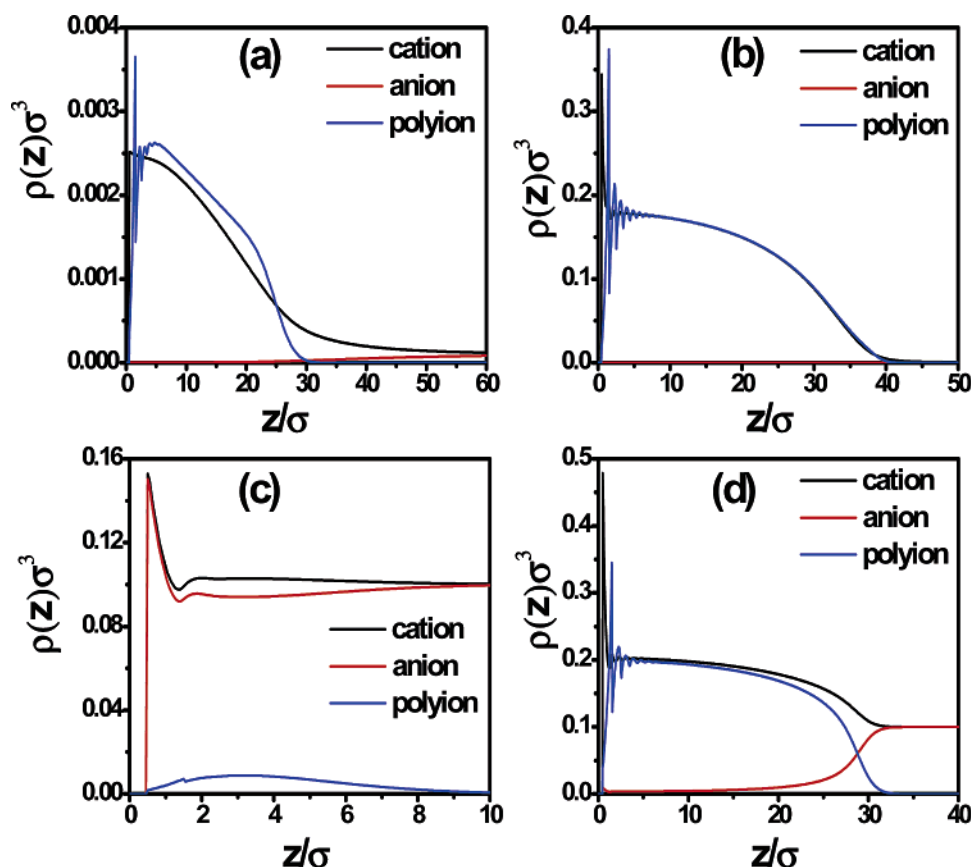 (a)
cation
anion
polyion
ρ(z)σ³
0.004
0.003
0.002
0.001
0.000
0 10 20 30 40 50 60
z/σ
(b)
cation
anion
polyion
ρ(z)σ³
0.4
0.3
0.2
0.1
0.0
0 10 20 30 40 50
z/σ
(c)
cation
anion
polyion
ρ(z)σ³
0.16
0.12
0.08
0.04
0.00
0 2 4 6 8 10
z/σ
(d)
cation
anion
polyion
ρ(z)σ³
0.5
0.4
0.3
0.2
0.1
0.0
0 10 20 30 40
z/σ